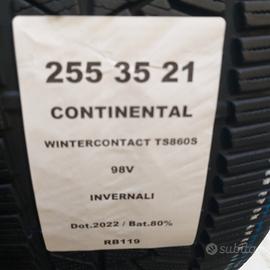 255 35 21
CONTINENTAL
WINTERCONTACT TS860S
98V
INVERNALI
Dot.2022 / Bat.80%
RB119
subito